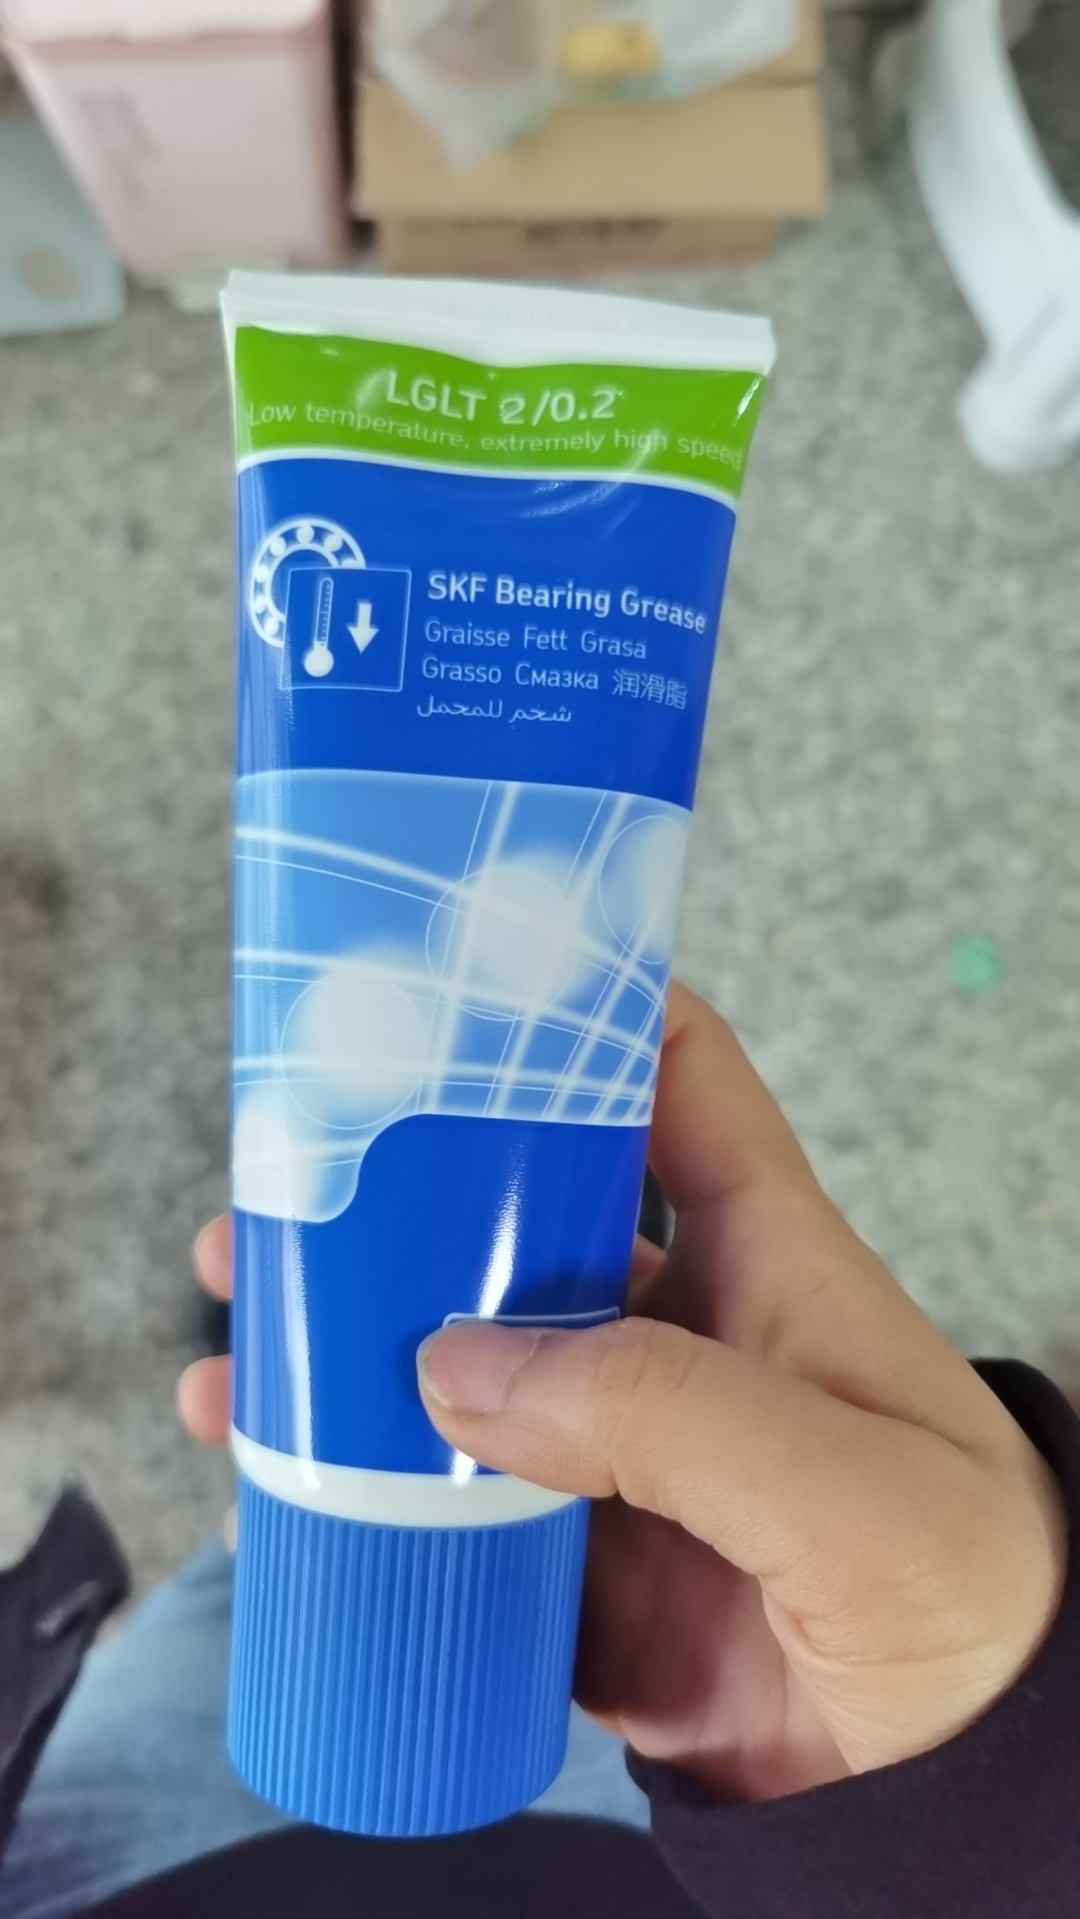 LGLT 2/0.2
Low temperature, extremely high speed
SKF Bearing Grease
Graisse Fett Grasa
Grasso Смазка 润滑脂
شحم للمحمل